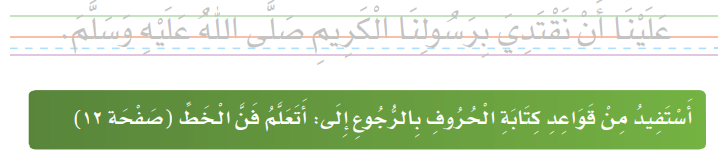 عَلَيْنَا أَنْ نَقْتَدِيَ بِرَسُولِنَا الْكَرِيمِ صَلَّى اللهُ عَلَيْهِ وَسَلَّمَ.
أَسْتَفِيدُ مِنْ قَوَاعِدِ كِتَابَةِ الْحُرُوفِ بِالرُّجُوعِ إِلَى: أَتَعَلَّمُ فَنَّ الْخَطِّ (صَفْحَة ١٢)